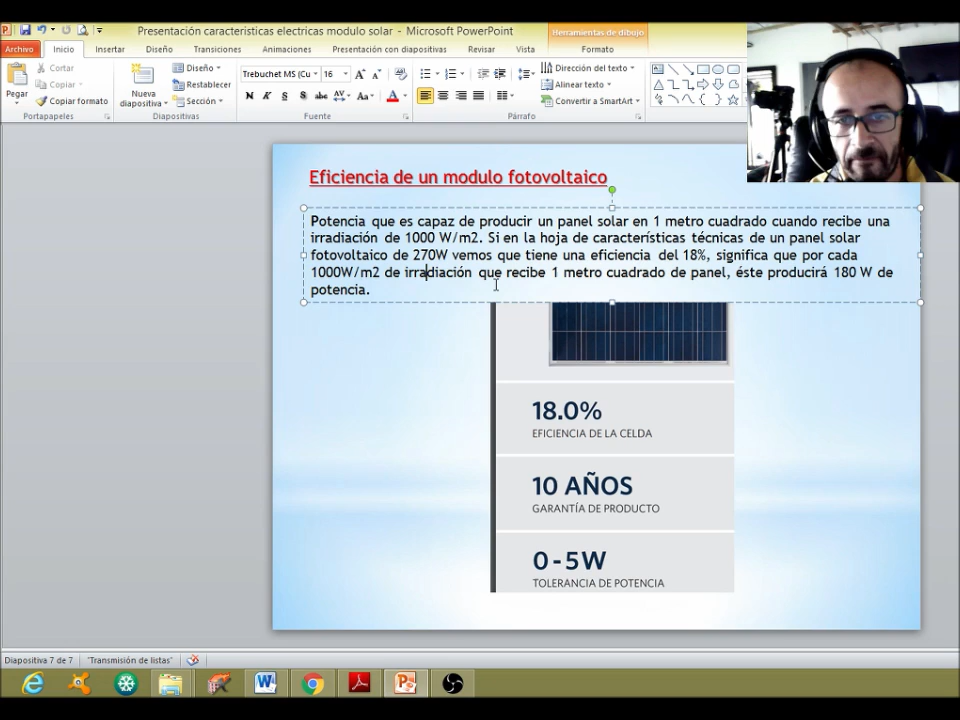 Presentación caracteristicas electricas modulo solar - Microsoft PowerPoint
Herramientas de dibujo
Archivo Inicio Insertar Diseño Transiciones Animaciones Presentación con diapositivas Revisar Vista Formato
Pegar
Cortar
Copiar
Copiar formato
Portapapeles
Nueva diapositiva
Diseño
Restablecer
Sección
Diapositivas
Trebuchet MS (Cu 16
N K S S abc AV Aa A
Fuente
Párrafo
Dirección del texto
Alinear texto
Convertir a SmartArt
Eficiencia de un modulo fotovoltaico
Potencia que es capaz de producir un panel solar en 1 metro cuadrado cuando recibe una
irradiación de 1000 W/m2. Si en la hoja de características técnicas de un panel solar
fotovoltaico de 270W vemos que tiene una eficiencia del 18%, significa que por cada
1000W/m2 de irradiación que recibe 1 metro cuadrado de panel, éste producirá 180 W de
potencia.
18.0%
EFICIENCIA DE LA CELDA
10 AÑOS
GARANTÍA DE PRODUCTO
0-5W
TOLERANCIA DE POTENCIA
Diapositiva 7 de 7 "Transmisión de listas"